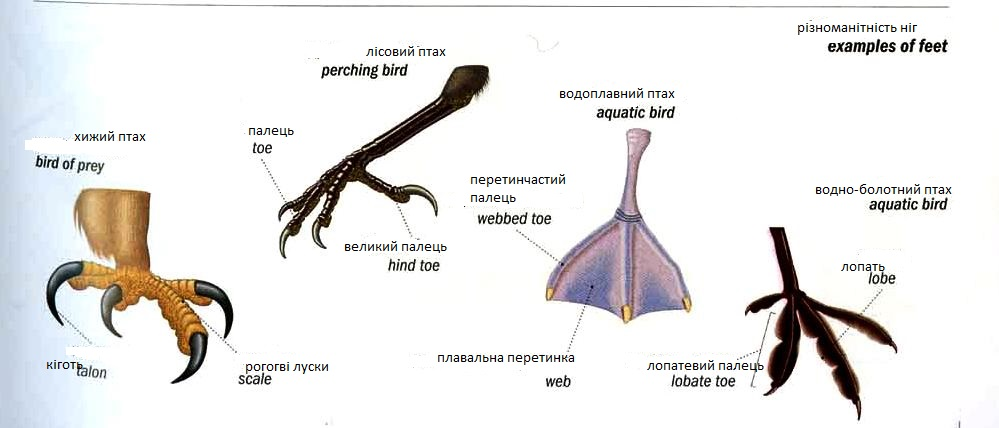 різноманітність ніг
examples of feet
лісовий птах
perching bird
водоплавний птах
aquatic bird
хижий птах
bird of prey
палець
toe
перетинчастий
палець
webbed toe
водно-болотний птах
aquatic bird
великий палець
hind toe
лопать
lobe
кіготь
talon
рогогві луски
scale
плавальна перетинка
web
лопатевий палець
lobate toe